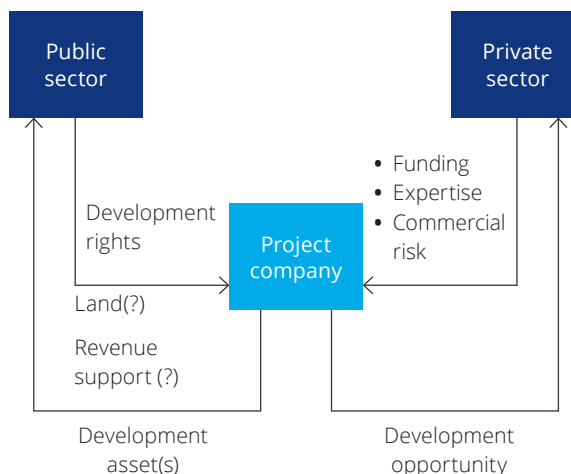 Public
sector
Private
sector
• Funding
• Expertise
• Commercial
risk
Development
rights
Project
company
Land(?)
Revenue
support (?)
Development
asset(s)
Development
opportunity